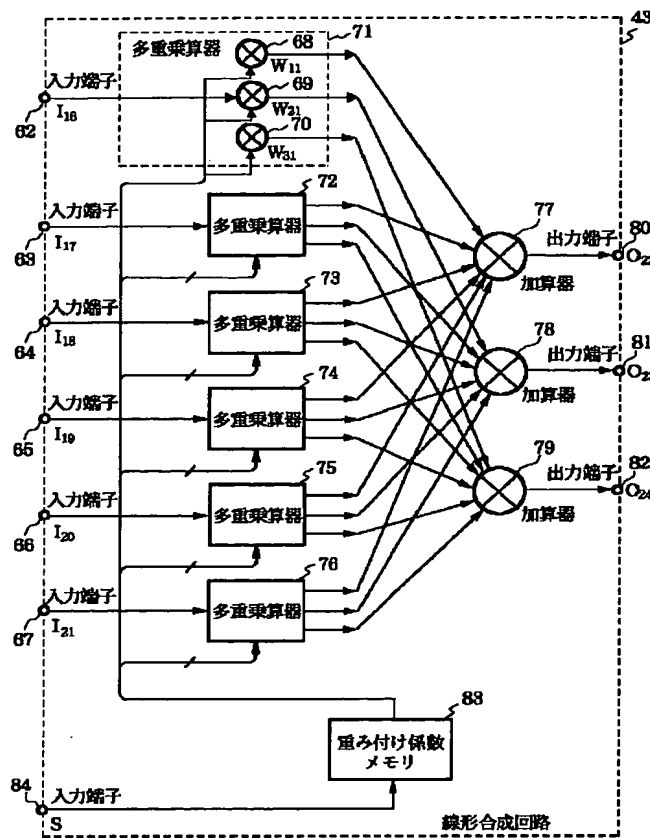 43
71
多重乗算器
68
W11
入力端子
69
62
I16
W21
70
W31
72
77
入力端子
多重乗算器
出力端子
80
63
I17
加算器
73
入力端子
多重乗算器
78
64
I18
出力端子
81
74
入力端子
多重乗算器
加算器
65
I19
75
79
入力端子
多重乗算器
出力端子
82
66
I20
加算器
O24
76
入力端子
多重乗算器
67
I21
83
重み付け係数
メモリ
84
入力端子
S
線形合成回路